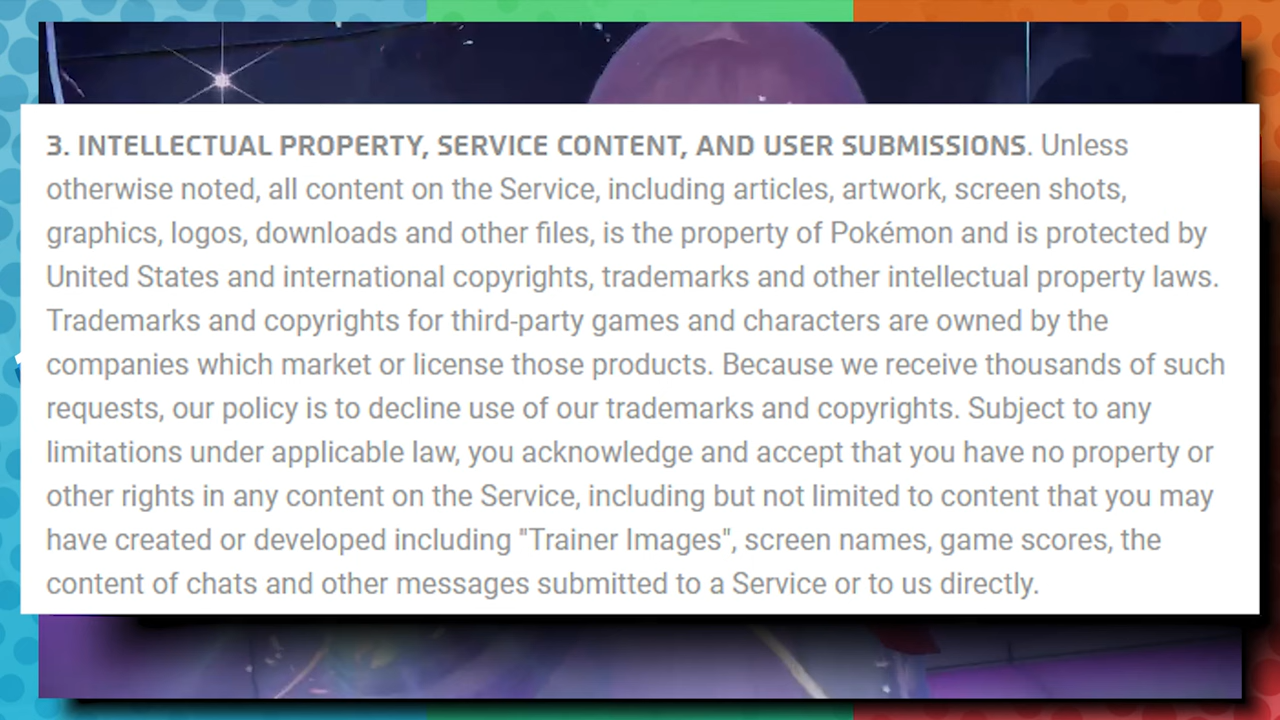 3. INTELLECTUAL PROPERTY, SERVICE CONTENT, AND USER SUBMISSIONS. Unless
otherwise noted, all content on the Service, including articles, artwork, screen shots,
graphics, logos, downloads and other files, is the property of Pokémon and is protected by
United States and international copyrights, trademarks and other intellectual property laws.
Trademarks and copyrights for third-party games and characters are owned by the
companies which market or license those products. Because we receive thousands of such
requests, our policy is to decline use of our trademarks and copyrights. Subject to any
limitations under applicable law, you acknowledge and accept that you have no property or
other rights in any content on the Service, including but not limited to content that you may
have created or developed including "Trainer Images", screen names, game scores, the
content of chats and other messages submitted to a Service or to us directly.